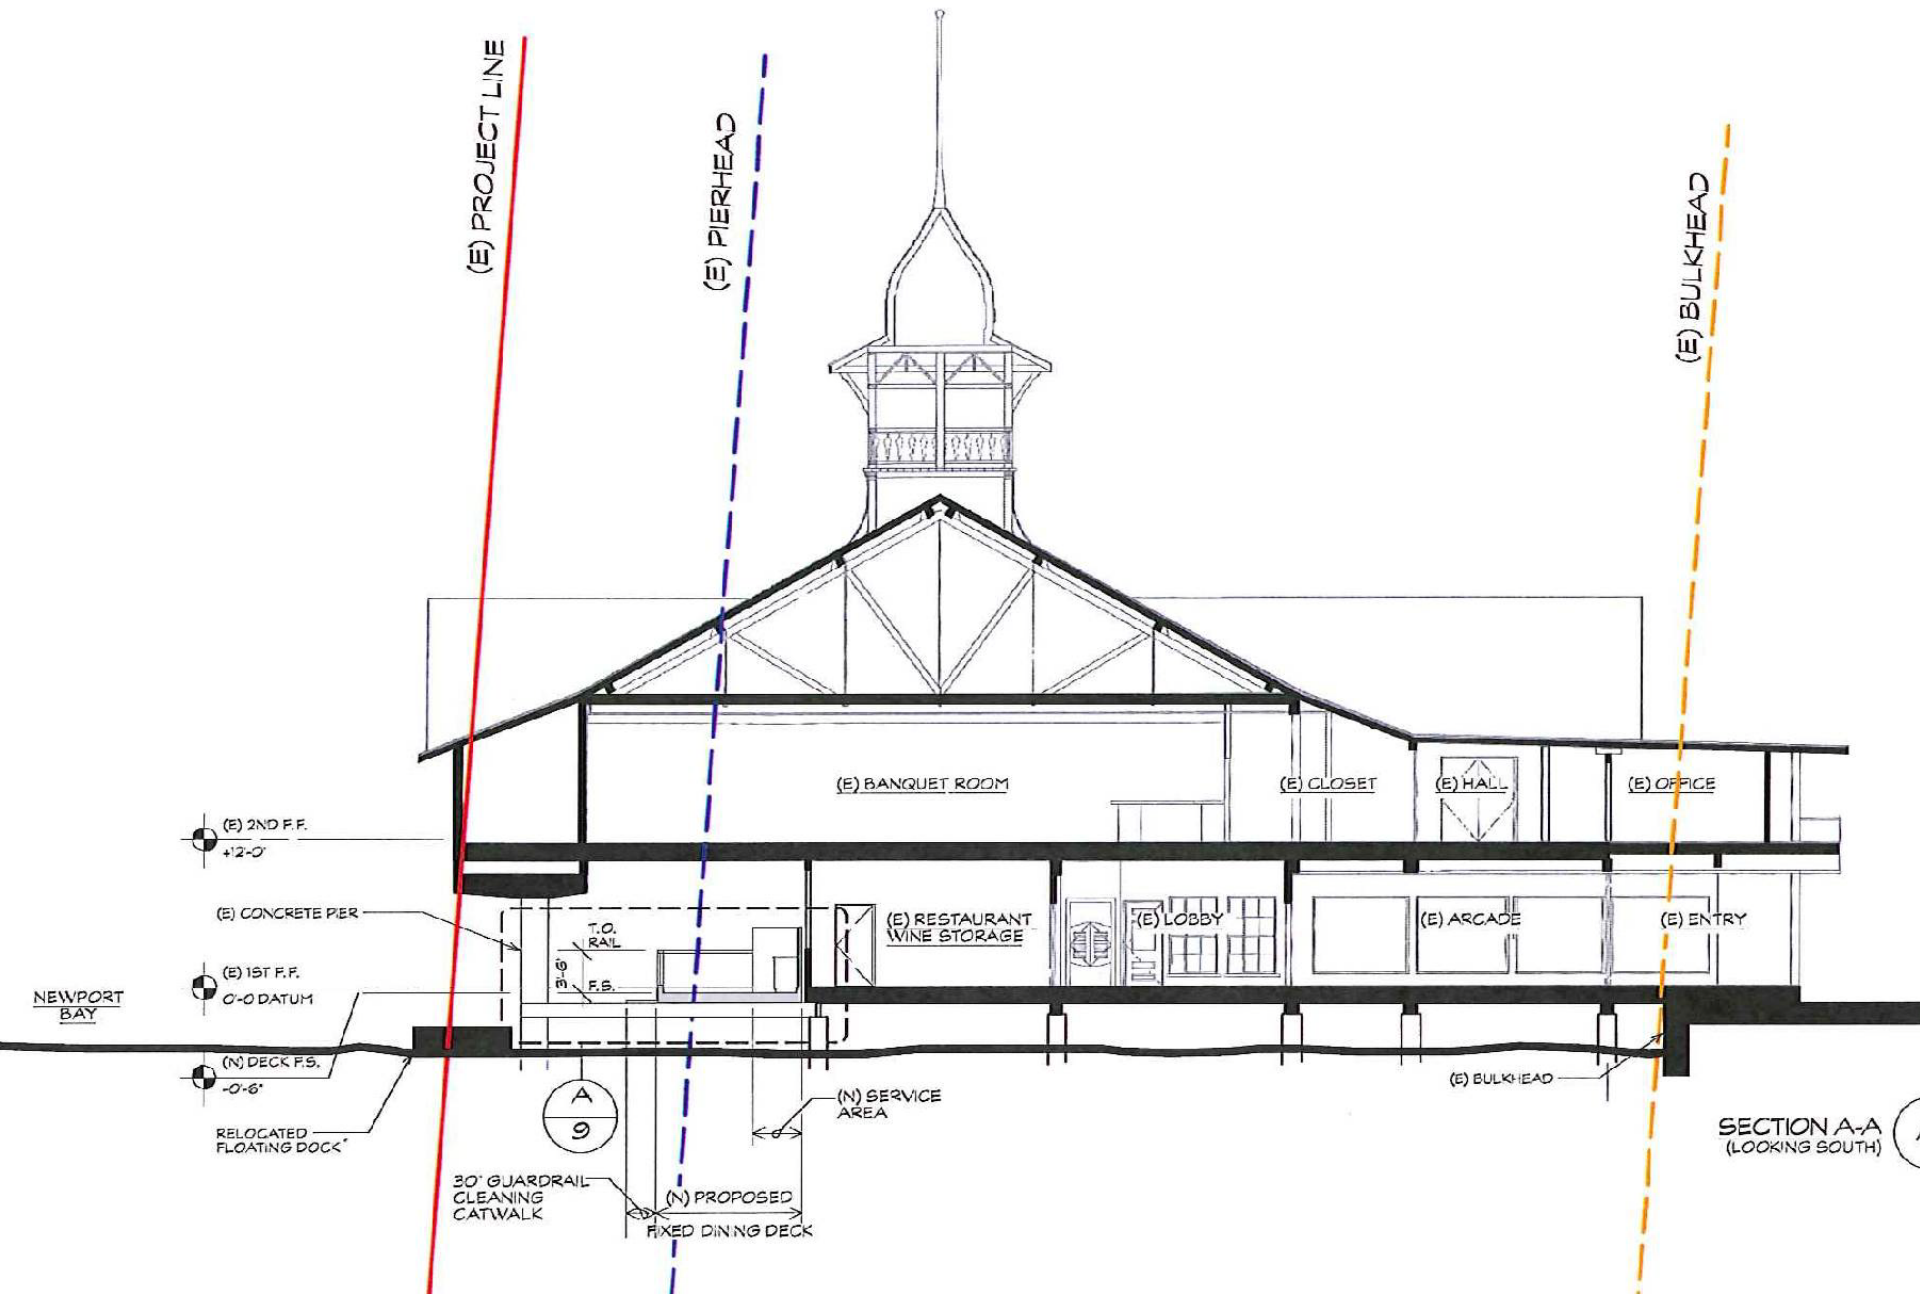 (E) PROJECT LINE
(E) PIERHEAD
(E) BULKHEAD
(E) BANQUET ROOM
(E) CLOSET
(E) HALL
(E) OFFICE
(E) 2ND F.F.
+12'-0"
(E) CONCRETE PIER
T.O.
RAIL
3'-6"
F.S.
(E) RESTAURANT
WINE STORAGE
(E) LOBBY
(E) ARCADE
(E) ENTRY
(E) 1ST F.F.
0'-0 DATUM
NEWPORT
BAY
(N) DECK F.S.
-0'-6"
RELOCATED
FLOATING DOCK
A
9
(N) SERVICE
AREA
(E) BULKHEAD
30" GUARDRAIL
CLEANING
CATWALK
(N) PROPOSED
FIXED DINING DECK
SECTION A-A
(LOOKING SOUTH)